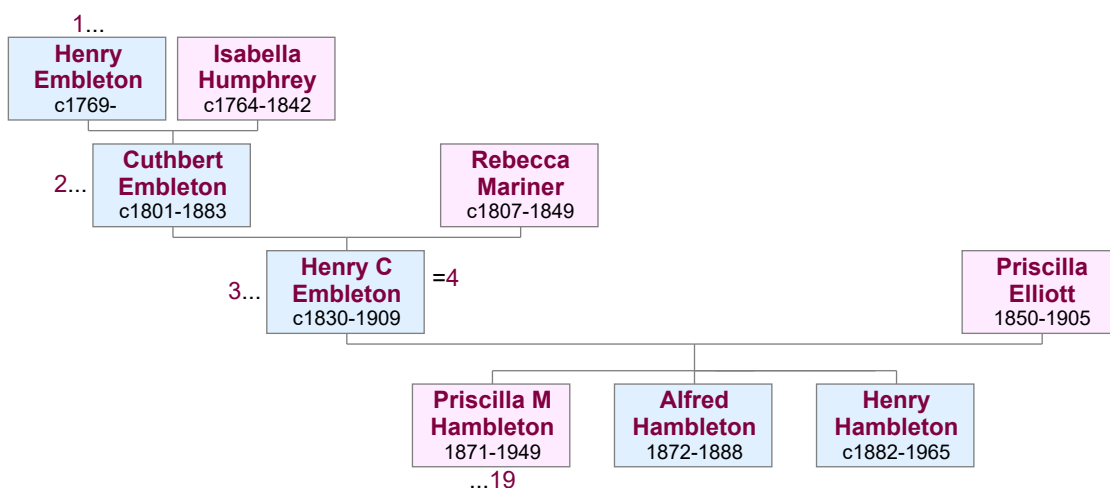 1...
Henry
Embleton
c1769-
Isabella
Humphrey
c1764-1842
2...
Cuthbert
Embleton
c1801-1883
Rebecca
Mariner
c1807-1849
3...
Henry C
Embleton
c1830-1909
=4
Priscilla
Elliott
1850-1905
Priscilla M
Hambleton
1871-1949
...19
Alfred
Hambleton
1872-1888
Henry
Hambleton
c1882-1965